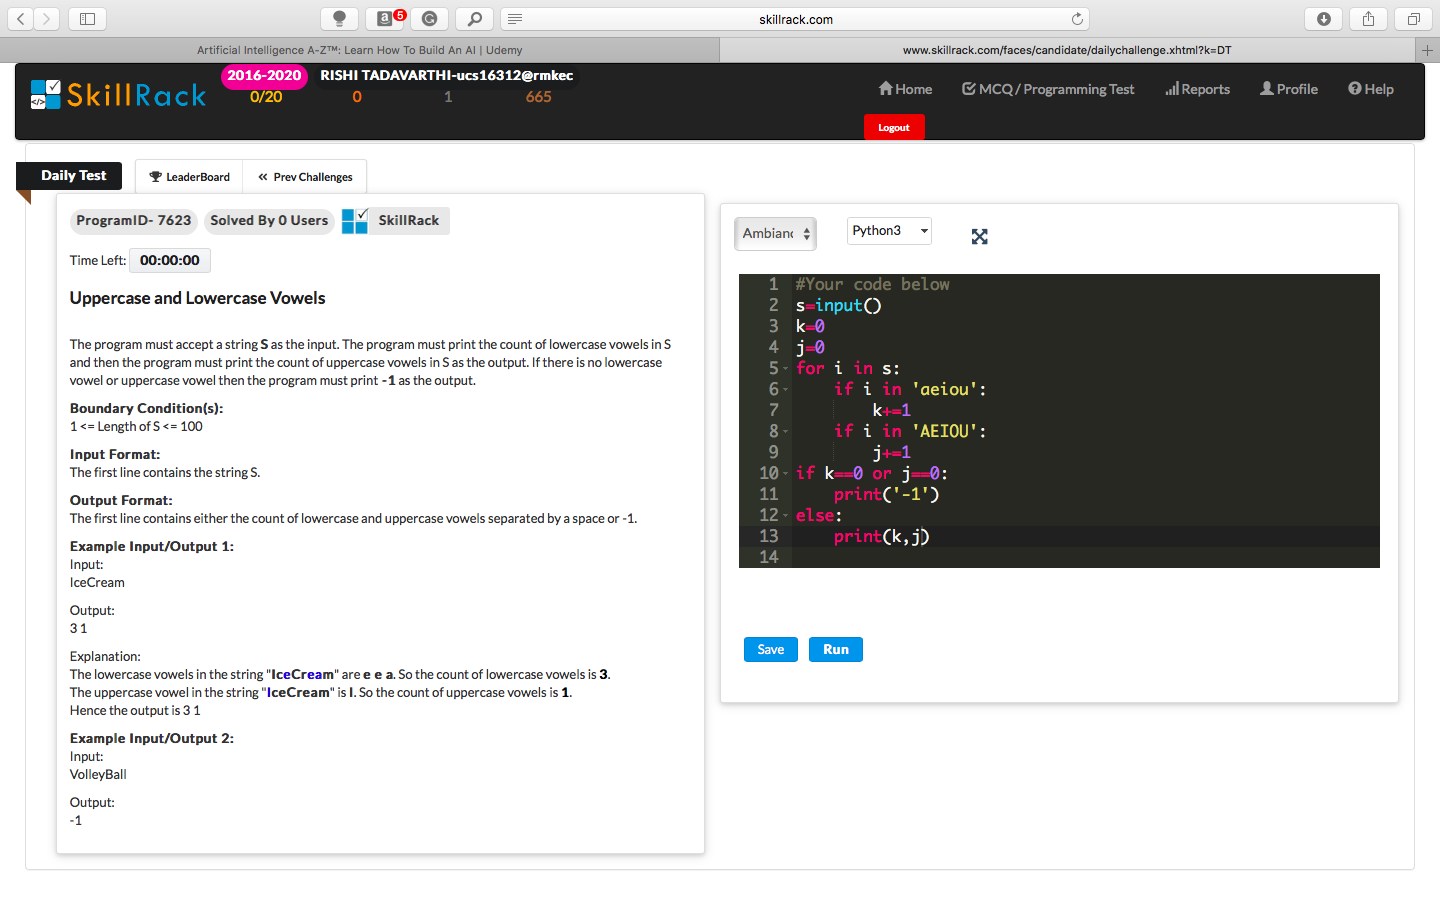 skillrack.com
a 5
Artificial Intelligence A-Z™: Learn How To Build An AI | Udemy
www.skillrack.com/faces/candidate/dailychallenge.xhtml?k=DT
</> SkillRack
2016-2020 RISHI TADAVARTHI-ucs16312@rmkec
0/20 0 1 665
Home MCQ / Programming Test Reports Profile Help
Logout
Daily Test LeaderBoard Prev Challenges
ProgramID- 7623 Solved By 0 Users SkillRack
Time Left: 00:00:00
Uppercase and Lowercase Vowels
The program must accept a string S as the input. The program must print the count of lowercase vowels in S
and then the program must print the count of uppercase vowels in S as the output. If there is no lowercase
vowel or uppercase vowel then the program must print -1 as the output.
Boundary Condition(s):
1 <= Length of S <= 100
Input Format:
The first line contains the string S.
Output Format:
The first line contains either the count of lowercase and uppercase vowels separated by a space or -1.
Example Input/Output 1:
Input:
IceCream
Output:
3 1
Explanation:
The lowercase vowels in the string "IceCream" are e e a. So the count of lowercase vowels is 3.
The uppercase vowel in the string "IceCream" is I. So the count of uppercase vowels is 1.
Hence the output is 3 1
Example Input/Output 2:
Input:
VolleyBall
Output:
-1
Ambianc Python3
1 #Your code below
2 s=input()
3 k=0
4 j=0
5 for i in s:
6 if i in 'aeiou':
7 k+=1
8 if i in 'AEIOU':
9 j+=1
10 if k==0 or j==0:
11 print('-1')
12 else:
13 print(k,j)
14
Save Run